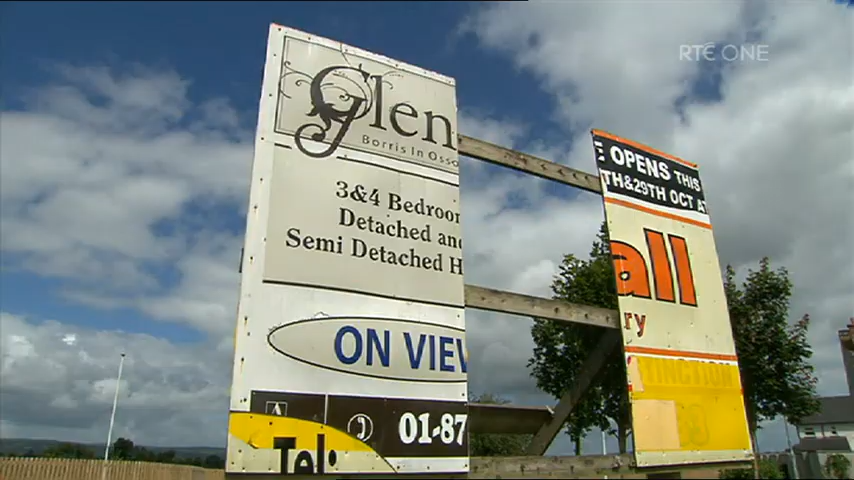 RTÉ ONE
Glen
Borris In Osso
3&4 Bedroom
Detached and
Semi Detached H
ON VIEW
01-87
Tel:
E OPENS THIS
TH&29TH OCT AT
all
ry
TINCTION